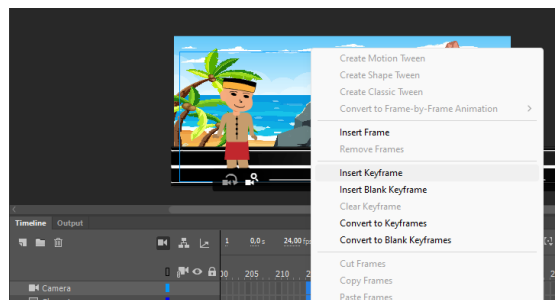 Create Motion Tween
Create Shape Tween
Create Classic Tween
Convert to Frame-by-Frame Animation
Insert Frame
Remove Frames
Insert Keyframe
Insert Blank Keyframe
Clear Keyframe
Convert to Keyframes
Convert to Blank Keyframes
Cut Frames
Copy Frames
Paste Frames
Timeline Output
1 0.0 s 24.00 fps
205 210
Camera